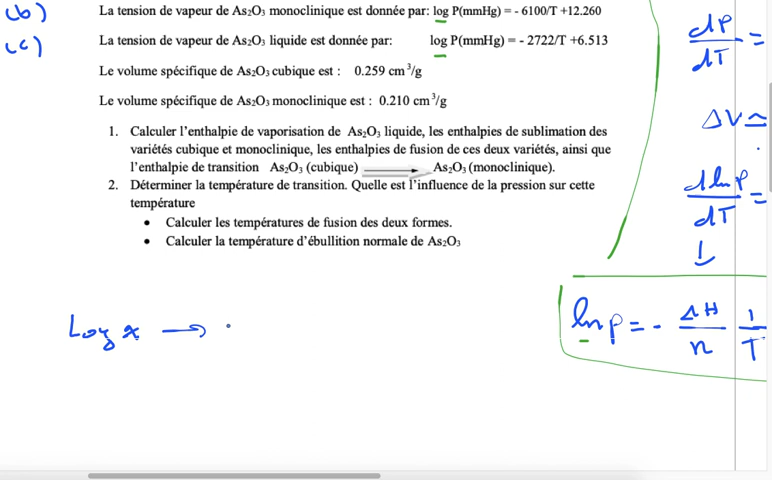 (b) La tension de vapeur de As₂O₃ monoclinique est donnée par: log P(mmHg) = - 6100/T +12.260
(c) La tension de vapeur de As₂O₃ liquide est donnée par: log P(mmHg) = - 2722/T +6.513
Le volume spécifique de As₂O₃ cubique est : 0.259 cm³/g
Le volume spécifique de As₂O₃ monoclinique est : 0.210 cm³/g
1. Calculer l'enthalpie de vaporisation de As₂O₃ liquide, les enthalpies de sublimation des
variétés cubique et monoclinique, les enthalpies de fusion de ces deux variétés, ainsi que
l'enthalpie de transition As₂O₃ (cubique) ⟶ As₂O₃ (monoclinique).
2. Déterminer la température de transition. Quelle est l'influence de la pression sur cette
température
• Calculer les températures de fusion des deux formes.
• Calculer la température d'ébullition normale de As₂O₃
dP/dT =
ΔV ≃
dlnP/dT =
↓
ln P = - ΔH/n 1/T
Log x →